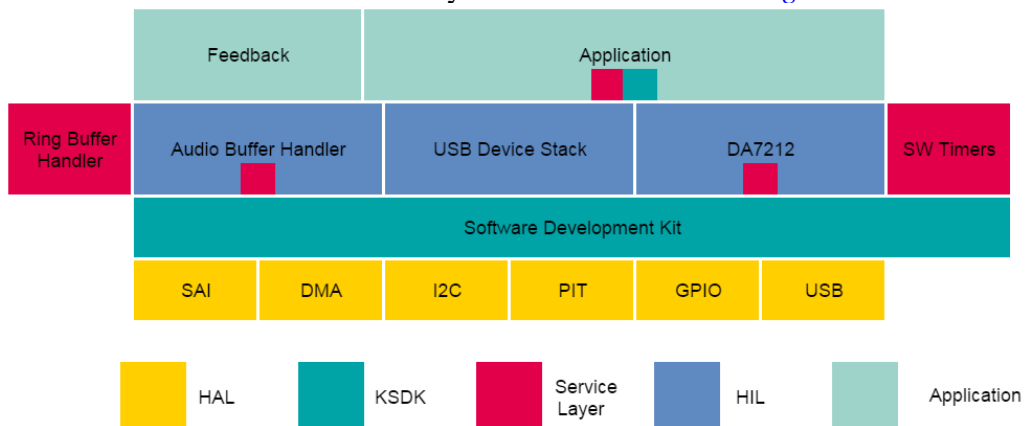 Feedback
Application
Ring Buffer
Handler
Audio Buffer Handler
USB Device Stack
DA7212
SW Timers
Software Development Kit
SAI
DMA
I2C
PIT
GPIO
USB
HAL
KSDK
Service
Layer
HIL
Application